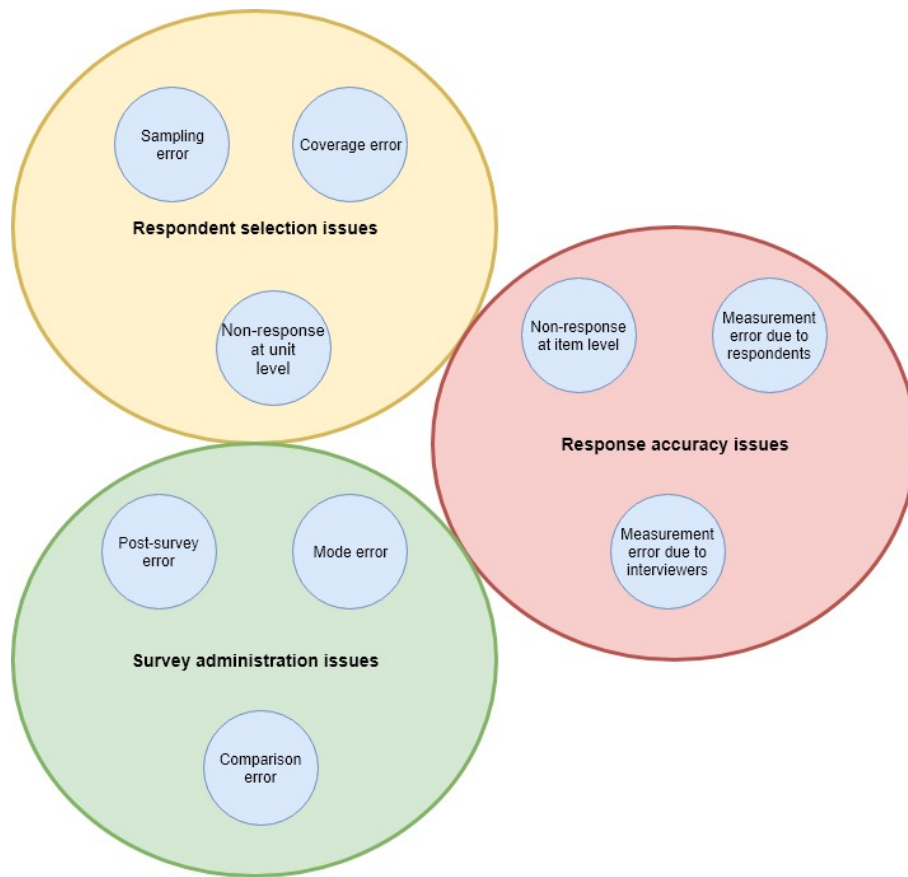 Sampling
error
Coverage error
Respondent selection issues
Non-response
at unit
level
Non-response
at item level
Measurement
error due to
respondents
Response accuracy issues
Measurement
error due to
interviewers
Post-survey
error
Mode error
Survey administration issues
Comparison
error